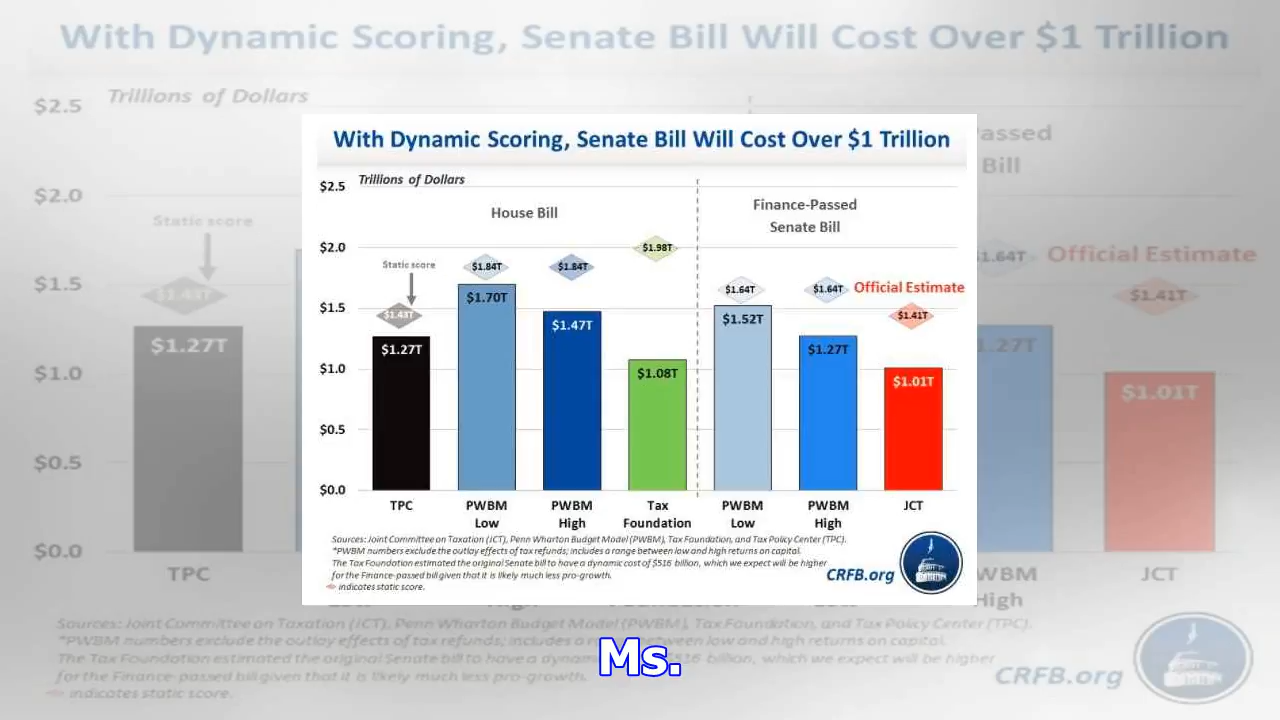 With Dynamic Scoring, Senate Bill Will Cost Over $1 Trillion
Trillions of Dollars
$2.5
House Bill
Finance-Passed
Senate Bill
$2.0
$1.98T
Static score
$1.84T
$1.84T
$1.64T
$1.64T
Official Estimate
$1.5
$1.43T
$1.41T
$1.70T
$1.52T
$1.47T
$1.27T
$1.27T
$1.08T
$1.01T
$1.0
$0.5
$0.0
TPC
PWBM
Low
PWBM
High
Tax
Foundation
PWBM
Low
PWBM
High
JCT
Sources: Joint Committee on Taxation (JCT), Penn Wharton Budget Model (PWBM), Tax Foundation, and Tax Policy Center (TPC).
*PWBM numbers exclude the outlay effects of tax refunds; includes a range between low and high returns on capital.
The Tax Foundation estimated the original Senate bill to have a dynamic cost of $516 billion, which we expect will be higher
for the Finance-passed bill given that it is likely much less pro-growth.
indicates static score.
CRFB.org
Ms.